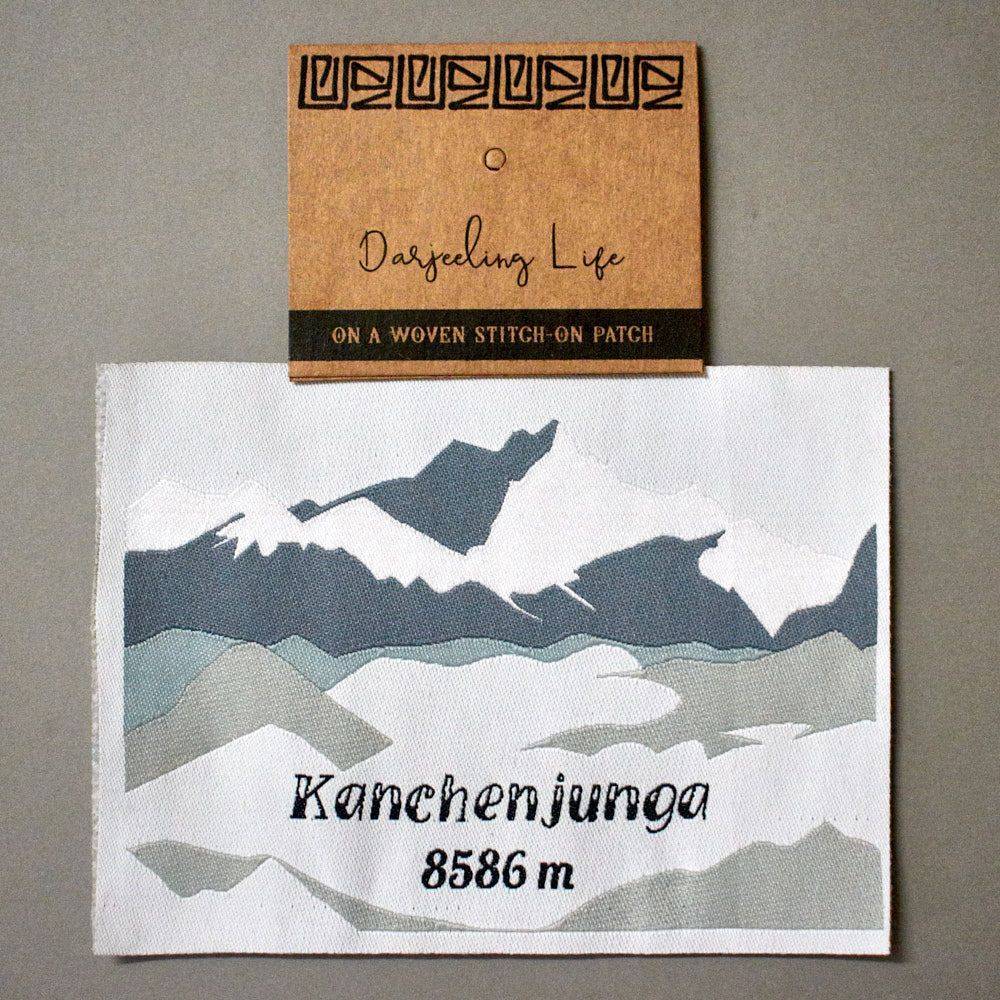 Darjeeling Life
ON A WOVEN STITCH-ON PATCH
Kanchenjunga
8586 m